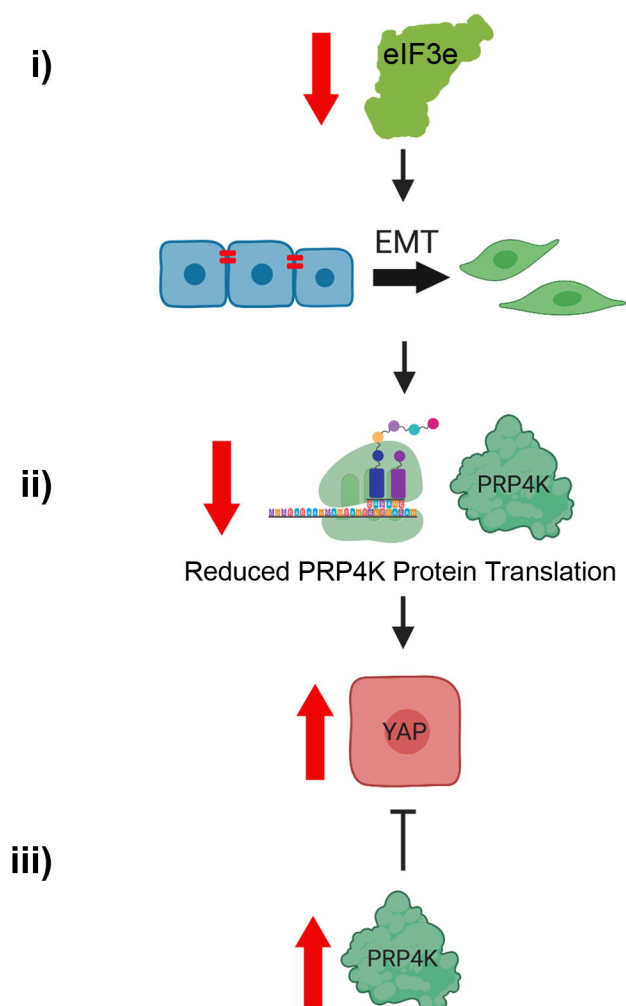 i)
eIF3e
EMT
ii)
PRP4K
Reduced PRP4K Protein Translation
YAP
iii)
PRP4K